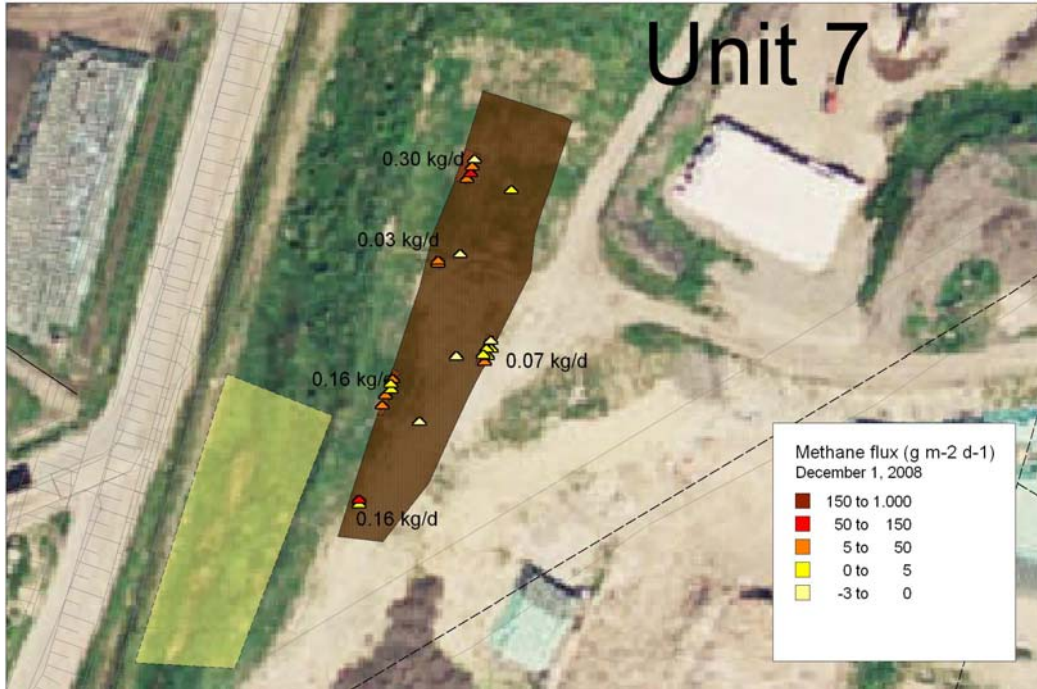 Unit 7
0.30 kg/d
0.03 kg/d
0.07 kg/d
0.16 kg/d
0.16 kg/d
Methane flux (g m-2 d-1)
December 1, 2008
150 to 1.000
50 to 150
5 to 50
0 to 5
-3 to 0